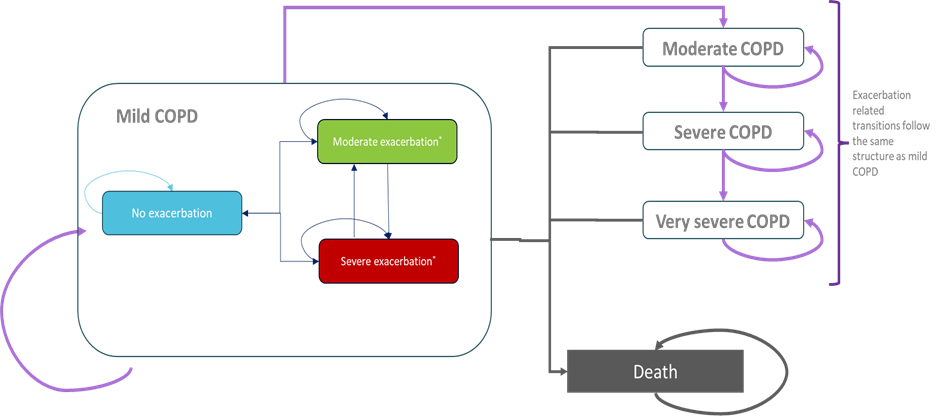 Mild COPD
Moderate exacerbation*
No exacerbation
Severe exacerbation*
Moderate COPD
Severe COPD
Very severe COPD
Exacerbation
related
transitions follow
the same
structure as mild
COPD
Death